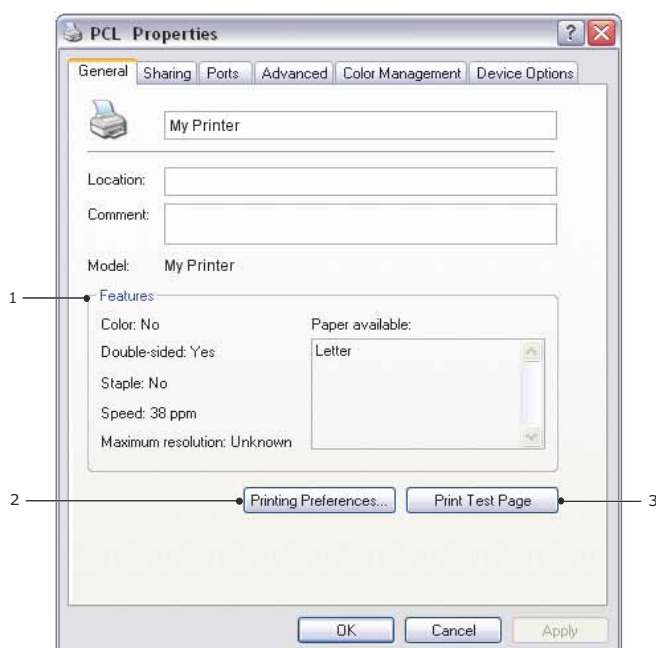 PCL Properties
General Sharing Ports Advanced Color Management Device Options
My Printer
Location:
Comment:
Model: My Printer
1
Features
Color: No
Paper available:
Double-sided: Yes
Letter
Staple: No
Speed: 38 ppm
Maximum resolution: Unknown
2
Printing Preferences...
Print Test Page
3
OK Cancel Apply